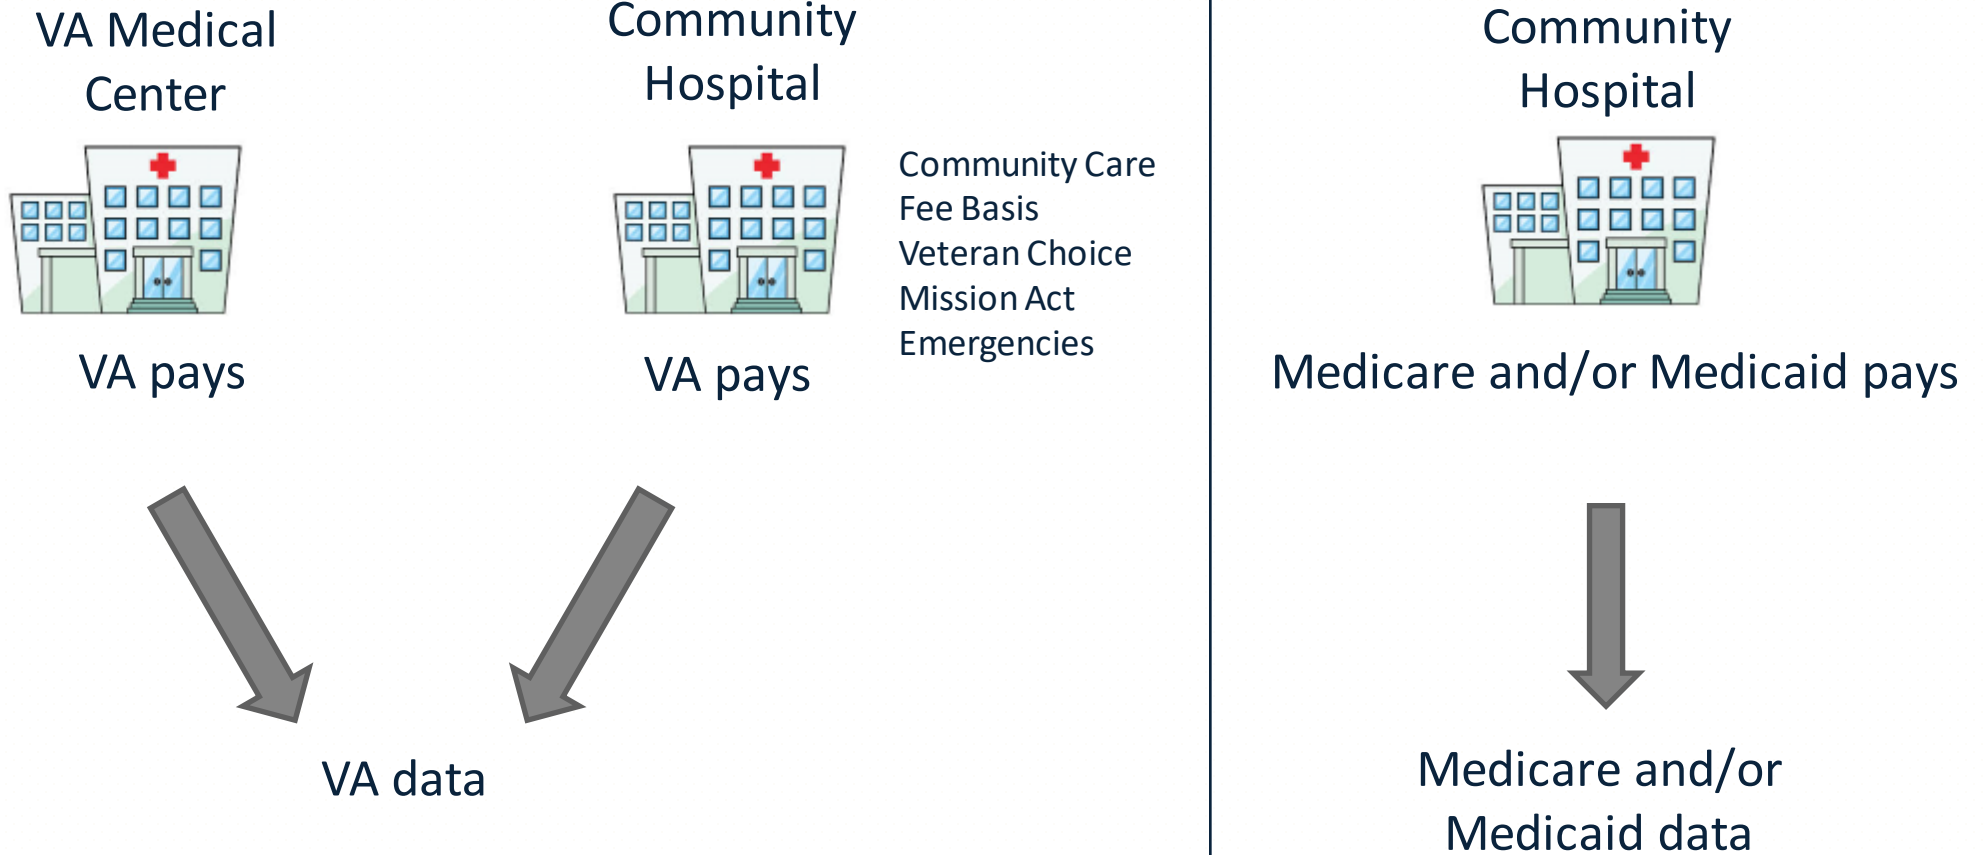 VA Medical
Center
VA pays
Community
Hospital
Community Care
Fee Basis
Veteran Choice
Mission Act
Emergencies
VA pays
VA data
Community
Hospital
Medicare and/or Medicaid pays
Medicare and/or
Medicaid data